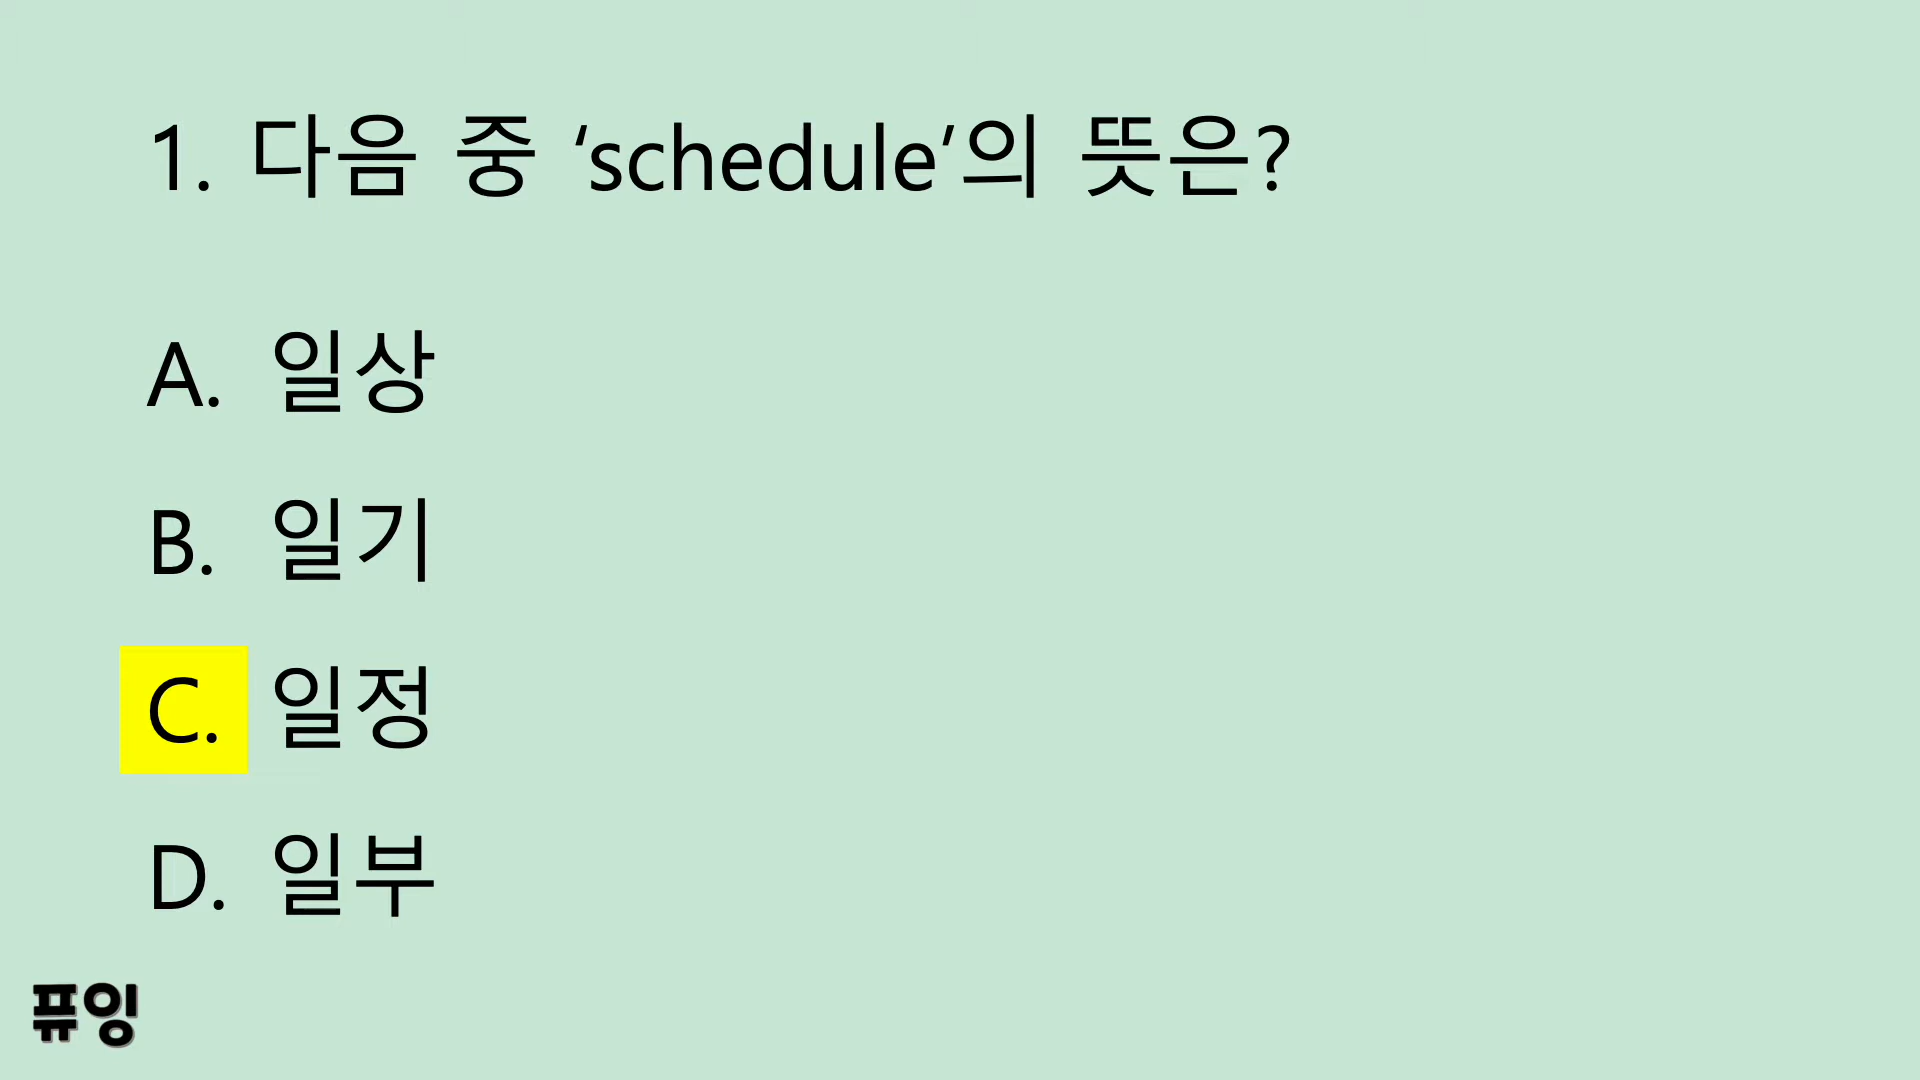 1. 다음 중 ‘schedule’의 뜻은?
A. 일상
B. 일기
C. 일정
D. 일부
퓨잉